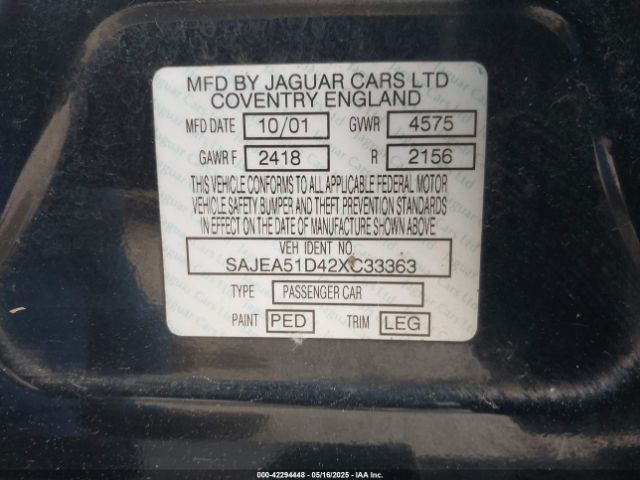 MFD BY JAGUAR CARS LTD
COVENTRY ENGLAND
MFD DATE 10/01 GVWR 4575
GAWR F 2418 R 2156
THIS VEHICLE CONFORMS TO ALL APPLICABLE FEDERAL MOTOR
VEHICLE SAFETY BUMPER AND THEFT PREVENTION STANDARDS
IN EFFECT ON THE DATE OF MANUFACTURE SHOWN ABOVE.
VEH IDENT NO.
SAJEA51D42XC33363
TYPE PASSENGER CAR
PAINT PED TRIM LEG
000-42294448 - 05/16/2025 - IAA Inc.